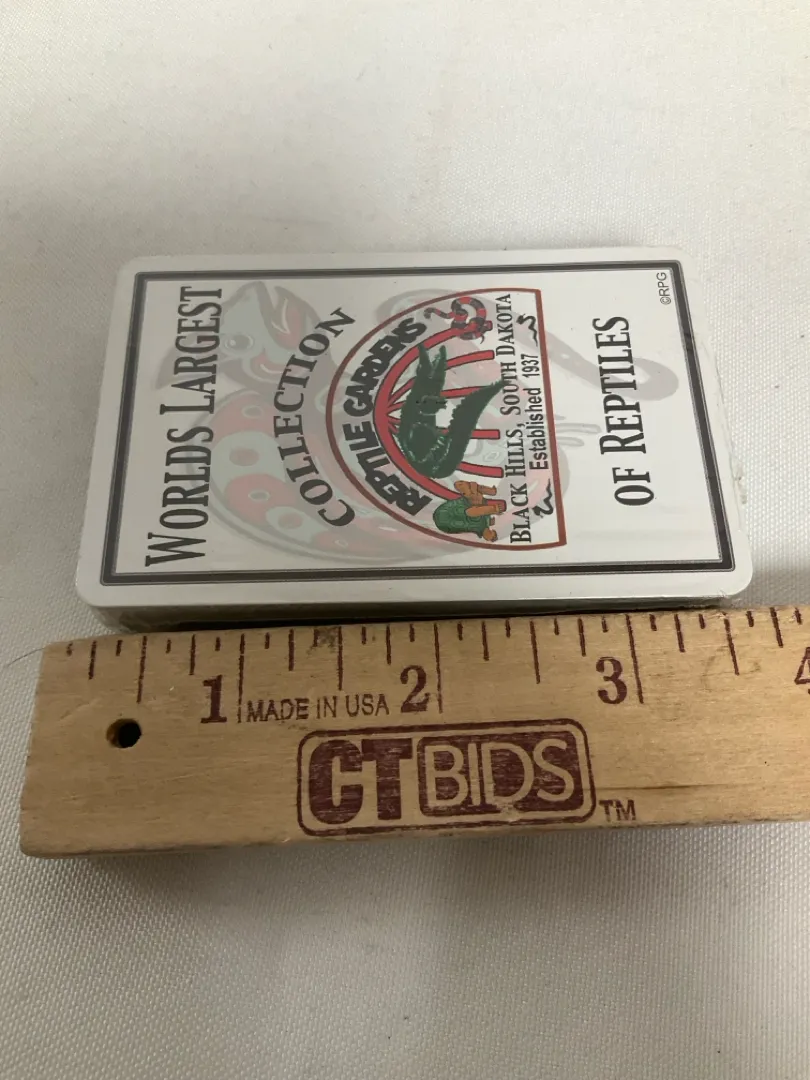 WORLDS LARGEST
COLLECTION
REPTILE GARDENS
BLACK HILLS, SOUTH DAKOTA
Established 1937
OF REPTILES
©RPG
1 2 3 4
MADE IN USA
CTBIDS
TM